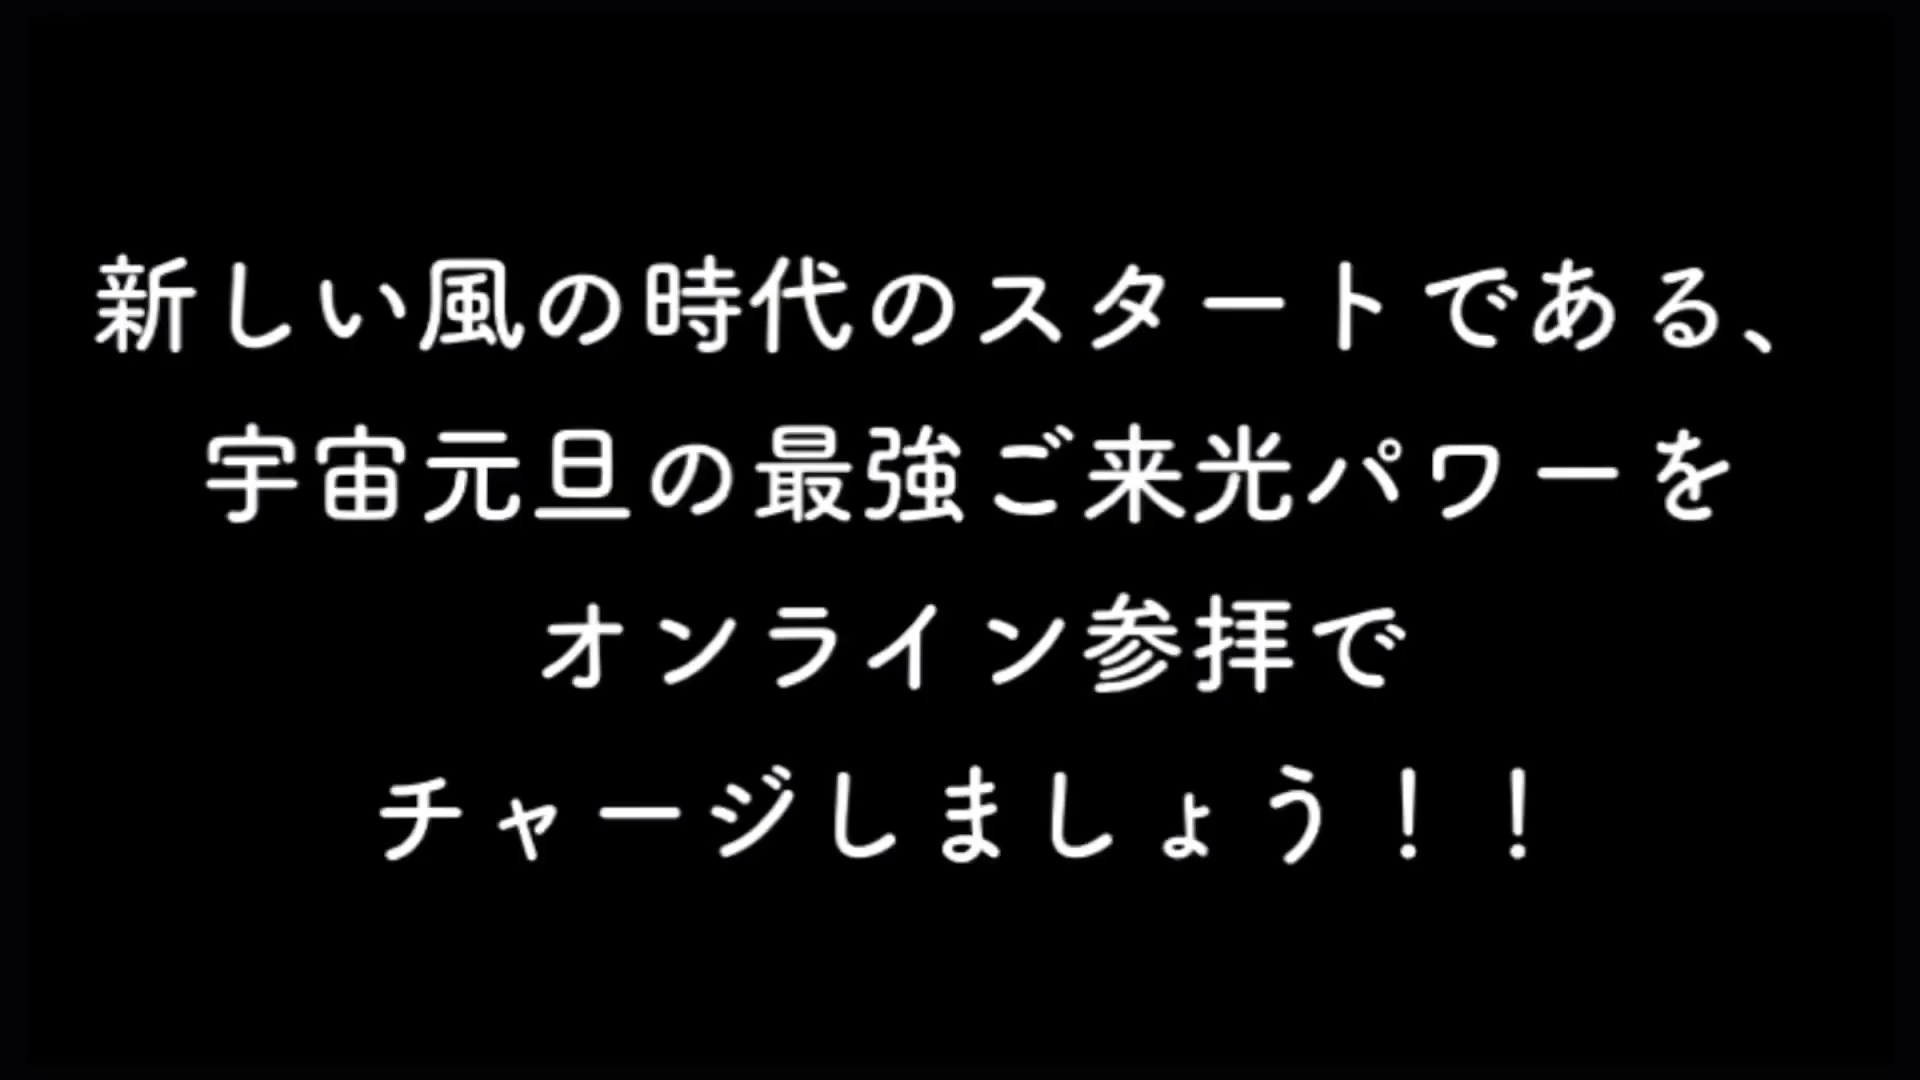 新しい風の時代のスタートである、
宇宙元旦の最強ご来光パワーを
オンライン参拝で
チャージしましょう！！